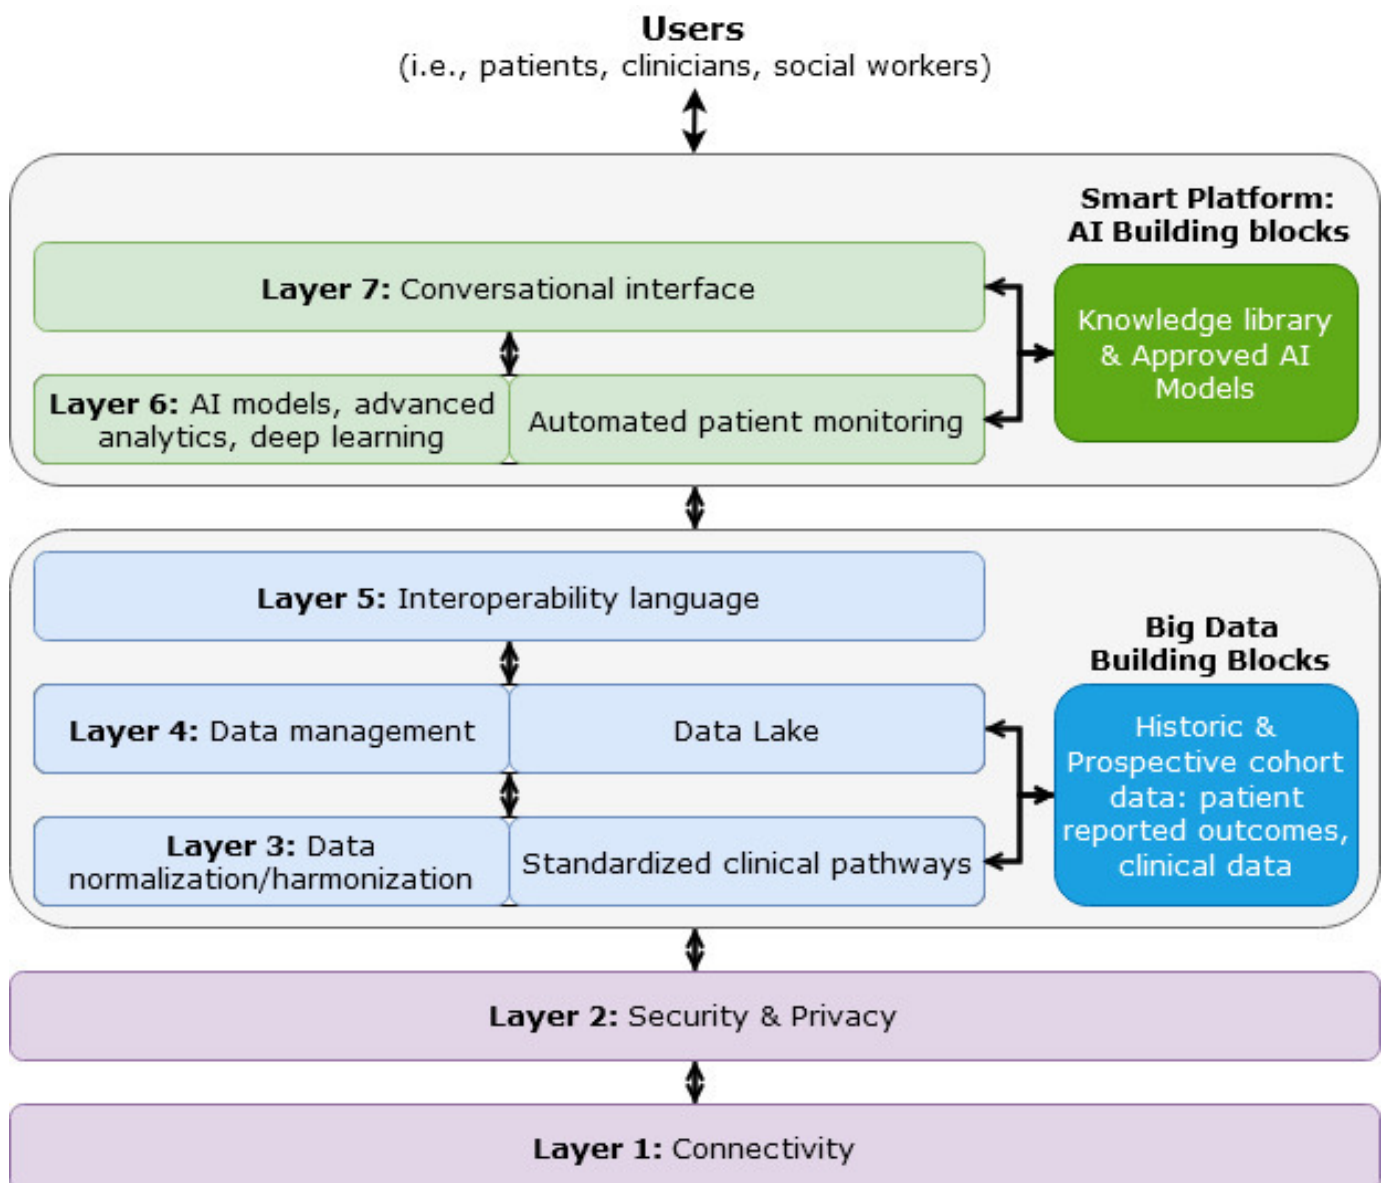 Users
(i.e., patients, clinicians, social workers)
Smart Platform:
AI Building blocks
Layer 7: Conversational interface
Knowledge library
& Approved AI
Models
Layer 6: AI models, advanced
analytics, deep learning
Automated patient monitoring
Layer 5: Interoperability language
Big Data
Building Blocks
Layer 4: Data management
Data Lake
Historic &
Prospective cohort
data: patient
reported outcomes,
clinical data
Layer 3: Data
normalization/harmonization
Standardized clinical pathways
Layer 2: Security & Privacy
Layer 1: Connectivity